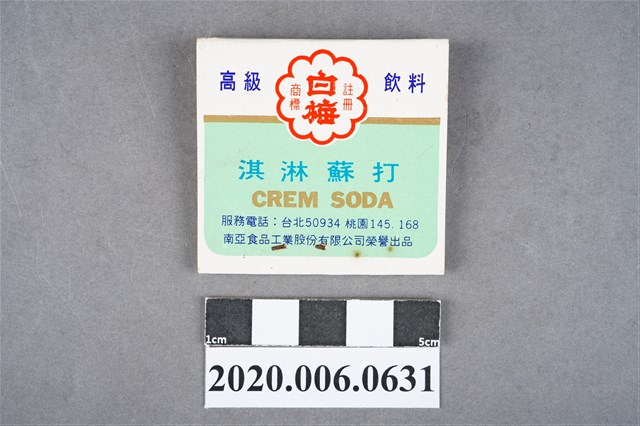 高級
白梅
商標
註冊
飲料
淇淋蘇打
CREM SODA
服務電話：台北50934 桃園145.168
南亞食品工業股份有限公司榮譽出品
1cm
5cm
2020.006.0631